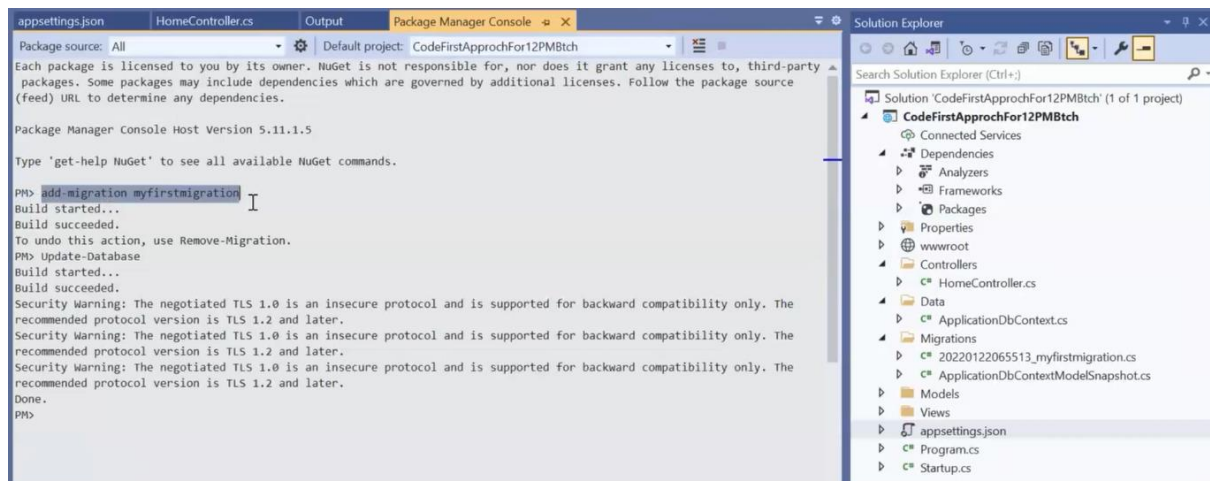 appsettings.json HomeController.cs Output Package Manager Console
Package source: All Default project: CodeFirstApprochFor12PMBtch
Each package is licensed to you by its owner. NuGet is not responsible for, nor does it grant any licenses to, third-party
packages. Some packages may include dependencies which are governed by additional licenses. Follow the package source
(feed) URL to determine any dependencies.
Package Manager Console Host Version 5.11.1.5
Type 'get-help NuGet' to see all available NuGet commands.
PM> add-migration myfirstmigration
Build started...
Build succeeded.
To undo this action, use Remove-Migration.
PM> Update-Database
Build started...
Build succeeded.
Security Warning: The negotiated TLS 1.0 is an insecure protocol and is supported for backward compatibility only. The
recommended protocol version is TLS 1.2 and later.
Security Warning: The negotiated TLS 1.0 is an insecure protocol and is supported for backward compatibility only. The
recommended protocol version is TLS 1.2 and later.
Security Warning: The negotiated TLS 1.0 is an insecure protocol and is supported for backward compatibility only. The
recommended protocol version is TLS 1.2 and later.
Done.
PM>
Solution Explorer
Search Solution Explorer (Ctrl+;)
Solution 'CodeFirstApprochFor12PMBtch' (1 of 1 project)
CodeFirstApprochFor12PMBtch
Connected Services
Dependencies
Analyzers
Frameworks
Packages
Properties
wwwroot
Controllers
C# HomeController.cs
Data
C# ApplicationDbContext.cs
Migrations
C# 20220122065513_myfirstmigration.cs
C# ApplicationDbContextModelSnapshot.cs
Models
Views
appsettings.json
C# Program.cs
C# Startup.cs